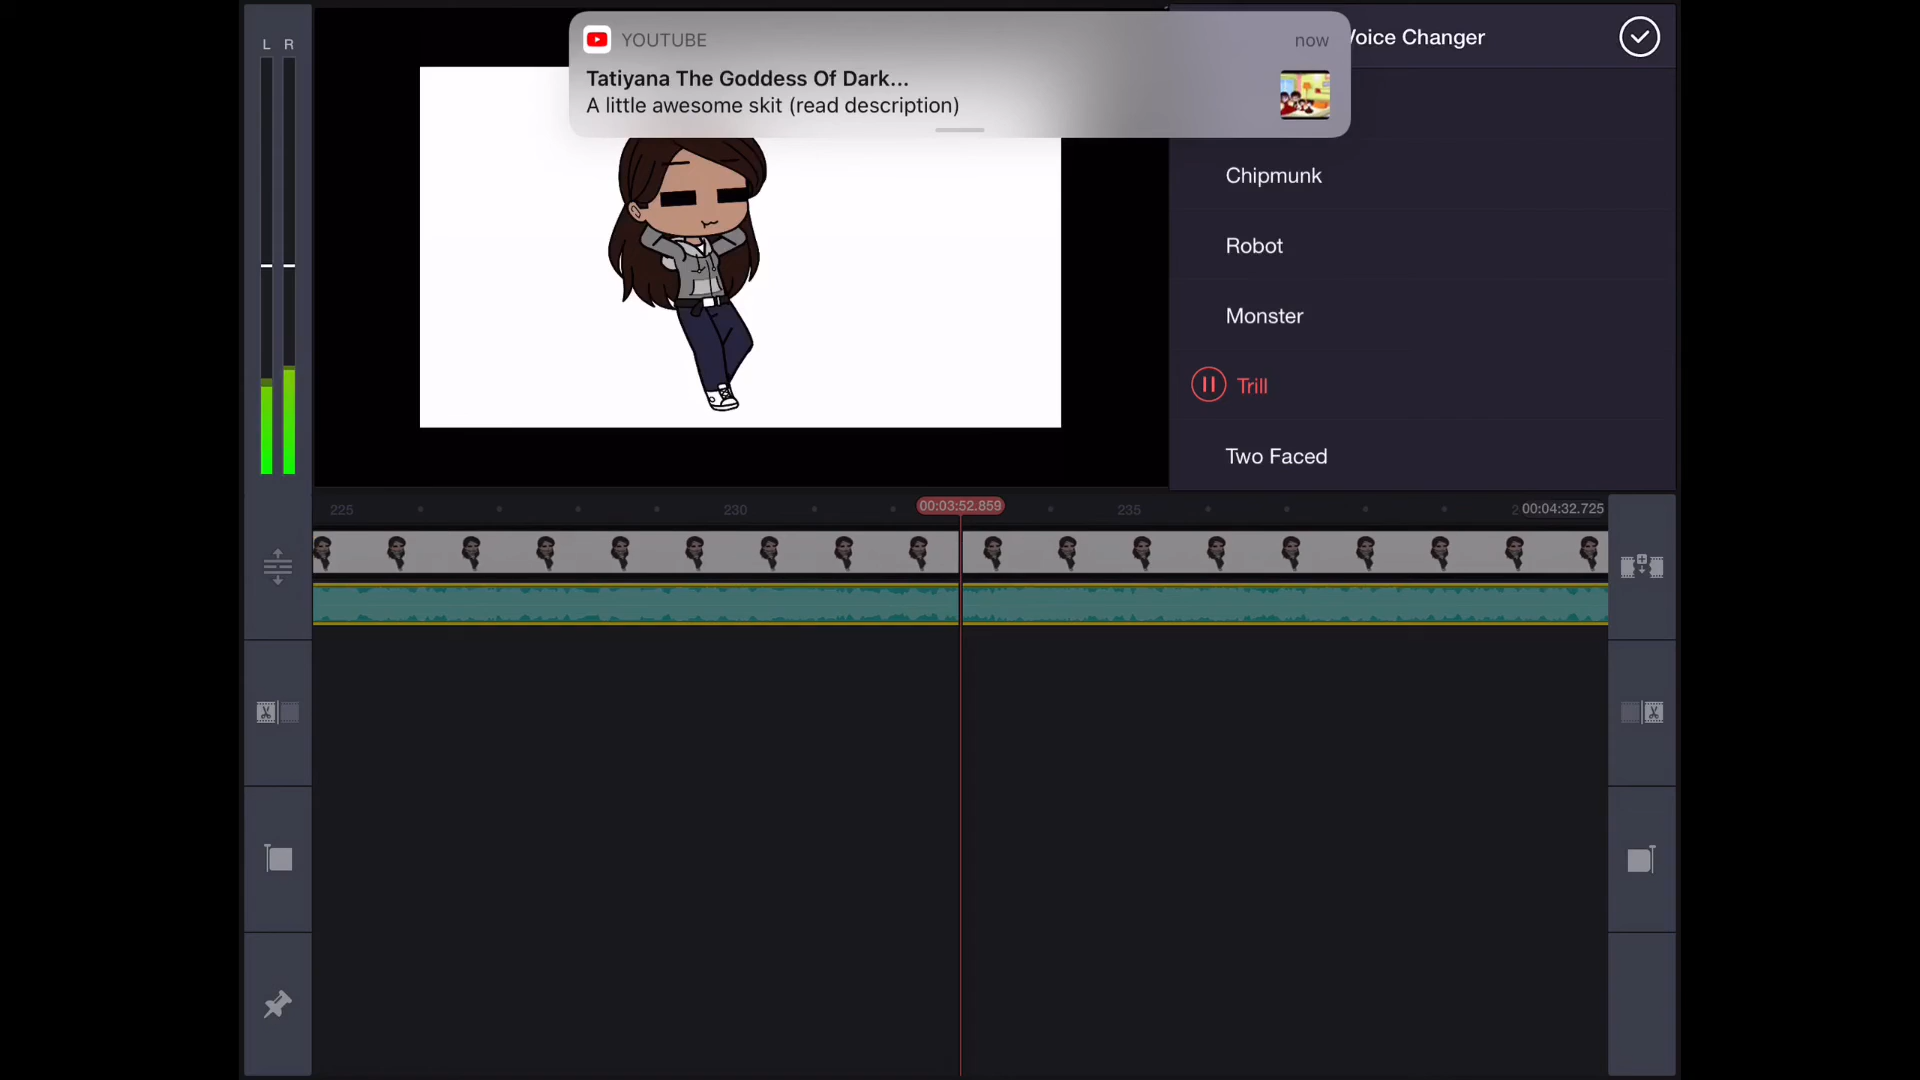 L R
YOUTUBE
now
Tatiyana The Goddess Of Dark...
A little awesome skit (read description)
Voice Changer
Chipmunk
Robot
Monster
Trill
Two Faced
225
230
00:03:52.859
235
2
00:04:32.725